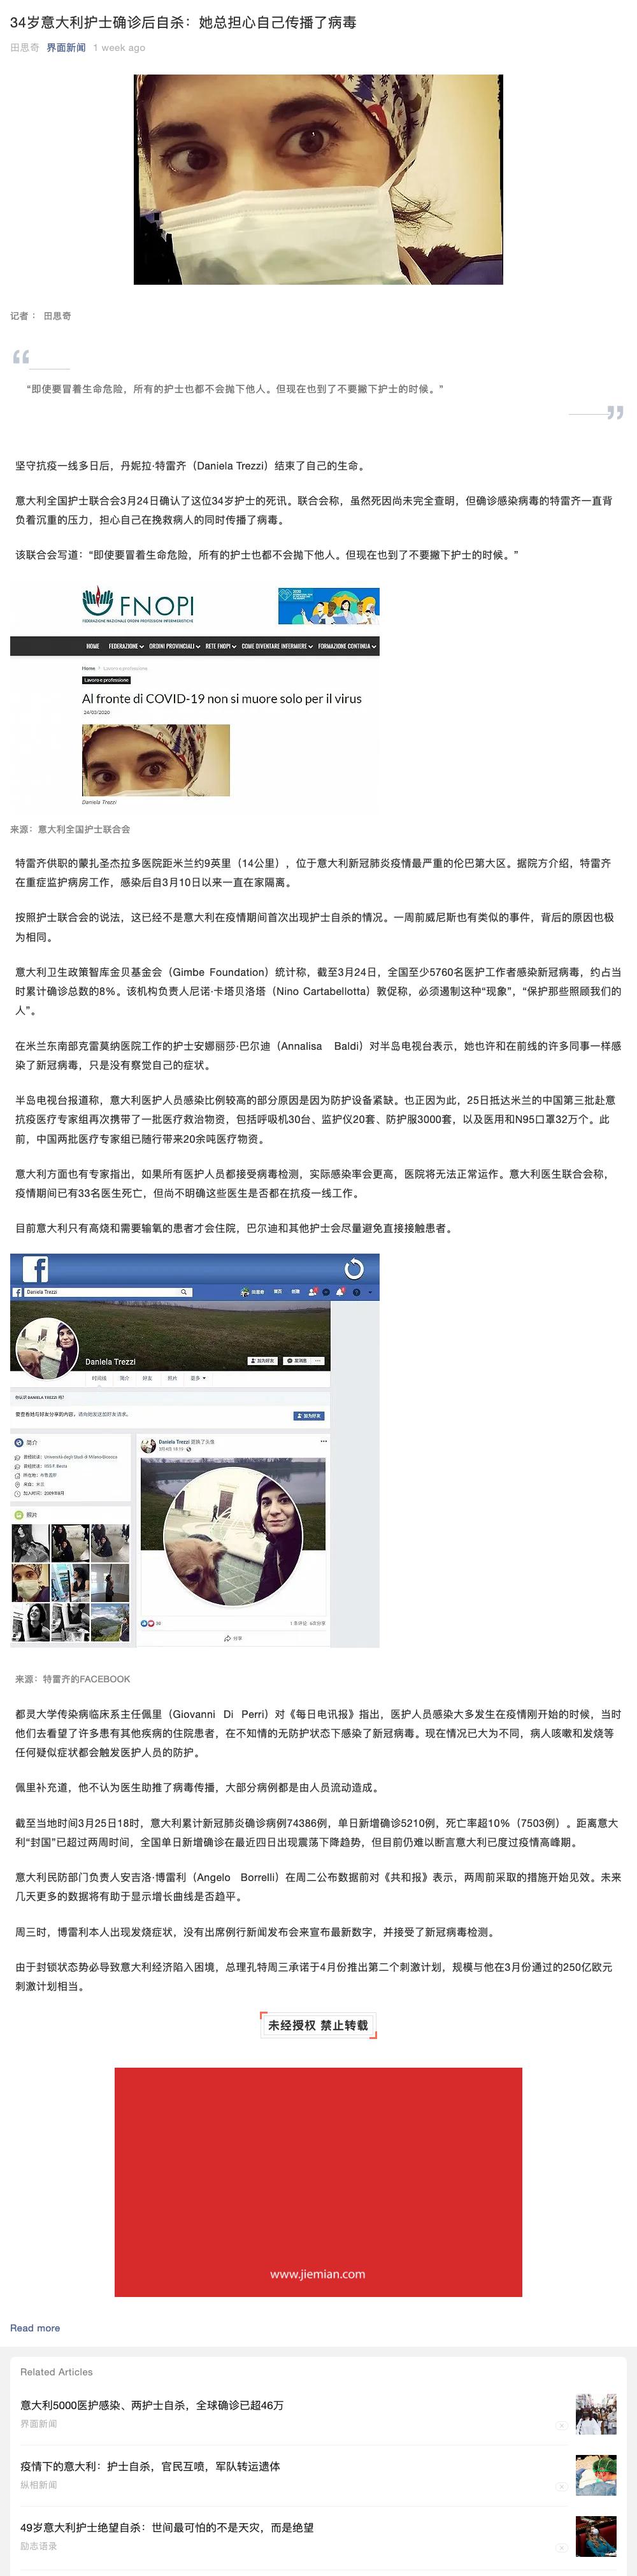 34岁意大利护士确诊后自杀：她总担心自己传播了病毒
田思奇 界面新闻 1 week ago
记者： 田思奇
“即使要冒着生命危险，所有的护士也都不会抛下他人。但现在也到了不要撇下护士的时候。”
坚守抗疫一线多日后，丹妮拉·特雷齐（Daniela Trezzi）结束了自己的生命。
意大利全国护士联合会3月24日确认了这位34岁护士的死讯。联合会称，虽然死因尚未完全查明，但确诊感染病毒的特雷齐一直背
负着沉重的压力，担心自己在挽救病人的同时传播了病毒。
该联合会写道：“即使要冒着生命危险，所有的护士也都不会抛下他人。但现在也到了不要撇下护士的时候。”
FNOPI
FEDERAZIONE NAZIONALE ORDINI PROFESSIONI INFERMIERISTICHE
HOME FEDERAZIONE ORDINI PROVINCIALI RETE FNOPI COME DIVENTARE INFERMIERE FORMAZIONE CONTINUA
Home Lavoro e professione
Lavoro e professione
Al fronte di COVID-19 non si muore solo per il virus
24/03/2020
Daniela Trezzi
来源：意大利全国护士联合会
特雷齐供职的蒙扎圣杰拉多医院距米兰约9英里（14公里），位于意大利新冠肺炎疫情最严重的伦巴第大区。据院方介绍，特雷齐
在重症监护病房工作，感染后自3月10日以来一直在家隔离。
按照护士联合会的说法，这已经不是意大利在疫情期间首次出现护士自杀的情况。一周前威尼斯也有类似的事件，背后的原因也极
为相同。
意大利卫生政策智库金贝基金会（Gimbe Foundation）统计称，截至3月24日，全国至少5760名医护工作者感染新冠病毒，约占当
时累计确诊总数的8%。该机构负责人尼诺·卡塔贝洛塔（Nino Cartabellotta）敦促称，必须遏制这种“现象”，“保护那些照顾我们的
人”。
在米兰东南部克雷莫纳医院工作的护士安娜丽莎·巴尔迪（Annalisa Baldi）对半岛电视台表示，她也许和在前线的许多同事一样感
染了新冠病毒，只是没有察觉自己的症状。
半岛电视台报道称，意大利医护人员感染比例较高的部分原因是因为防护设备紧缺。也正因为此，25日抵达米兰的中国第三批赴意
抗疫医疗专家组再次携带了一批医疗救治物资，包括呼吸机30台、监护仪20套、防护服3000套，以及医用和N95口罩32万个。此
前，中国两批医疗专家组已随行带来20余吨医疗物资。
意大利方面也有专家指出，如果所有医护人员都接受病毒检测，实际感染率会更高，医院将无法正常运作。意大利医生联合会称，
疫情期间已有33名医生死亡，但尚不明确这些医生是否都在抗疫一线工作。
目前意大利只有高烧和需要输氧的患者才会住院，巴尔迪和其他护士会尽量避免直接接触患者。
Daniela Trezzi
田思奇 首页 创建
Daniela Trezzi
加为好友 发消息
时间线 简介 好友 照片 更多
你认识 DANIELA TREZZI 吗？
加为好友
简介
Daniela Trezzi 更换了头像
照片
30
分享
来源：特雷齐的FACEBOOK
都灵大学传染病临床系主任佩里（Giovanni Di Perri）对《每日电讯报》指出，医护人员感染大多发生在疫情刚开始的时候，当时
他们去看望了许多患有其他疾病的住院患者，在不知情的无防护状态下感染了新冠病毒。现在情况已大为不同，病人咳嗽和发烧等
任何疑似症状都会触发医护人员的防护。
佩里补充道，他不认为医生助推了病毒传播，大部分病例都是由人员流动造成。
截至当地时间3月25日18时，意大利累计新冠肺炎确诊病例74386例，单日新增确诊5210例，死亡率超10%（7503例）。距离意大
利“封国”已超过两周时间，全国单日新增确诊在最近四日出现震荡下降趋势，但目前仍难以断言意大利已度过疫情高峰期。
意大利民防部门负责人安吉洛·博雷利（Angelo Borrelli）在周二公布数据前对《共和报》表示，两周前采取的措施开始见效。未来
几天更多的数据将有助于显示增长曲线是否趋平。
周三时，博雷利本人出现发烧症状，没有出席例行新闻发布会来宣布最新数字，并接受了新冠病毒检测。
由于封锁状态势必导致意大利经济陷入困境，总理孔特周三承诺于4月份推出第二个刺激计划，规模与他在3月份通过的250亿欧元
刺激计划相当。
未经授权 禁止转载
www.jiemian.com
Read more
Related Articles
意大利5000医护感染、两护士自杀，全球确诊已超46万
界面新闻
疫情下的意大利：护士自杀，官民互喷，军队转运遗体
纵相新闻
49岁意大利护士绝望自杀：世间最可怕的不是天灾，而是绝望
励志语录